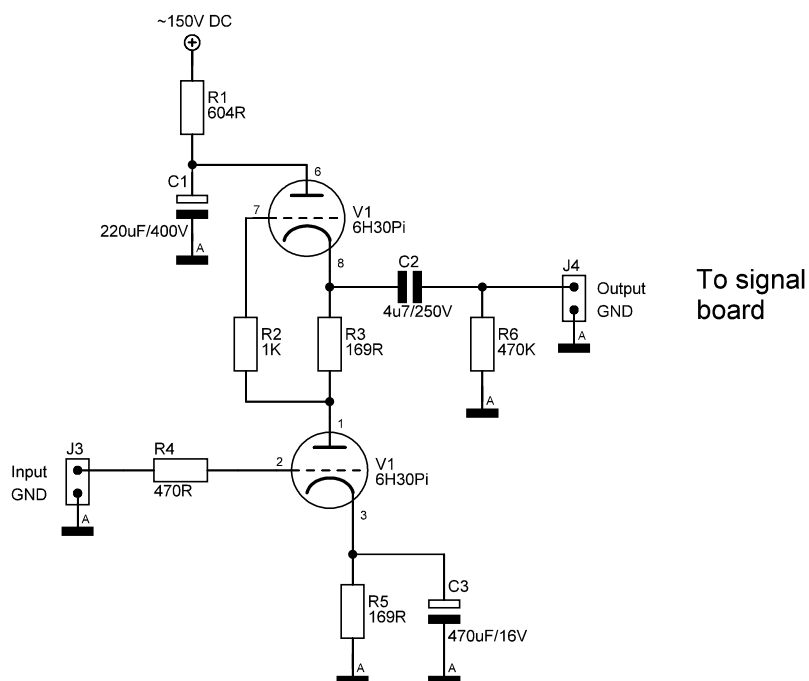 ~150V DC
R1
604R
6
C1
7
V1
6H30Pi
220uF/400V
A
8
C2
4u7/250V
J4
Output
GND
To signal
board
R2
1K
R3
169R
R6
470K
A
A
1
J3
R4
2
V1
6H30Pi
Input
GND
470R
A
3
R5
169R
C3
470uF/16V
A
A